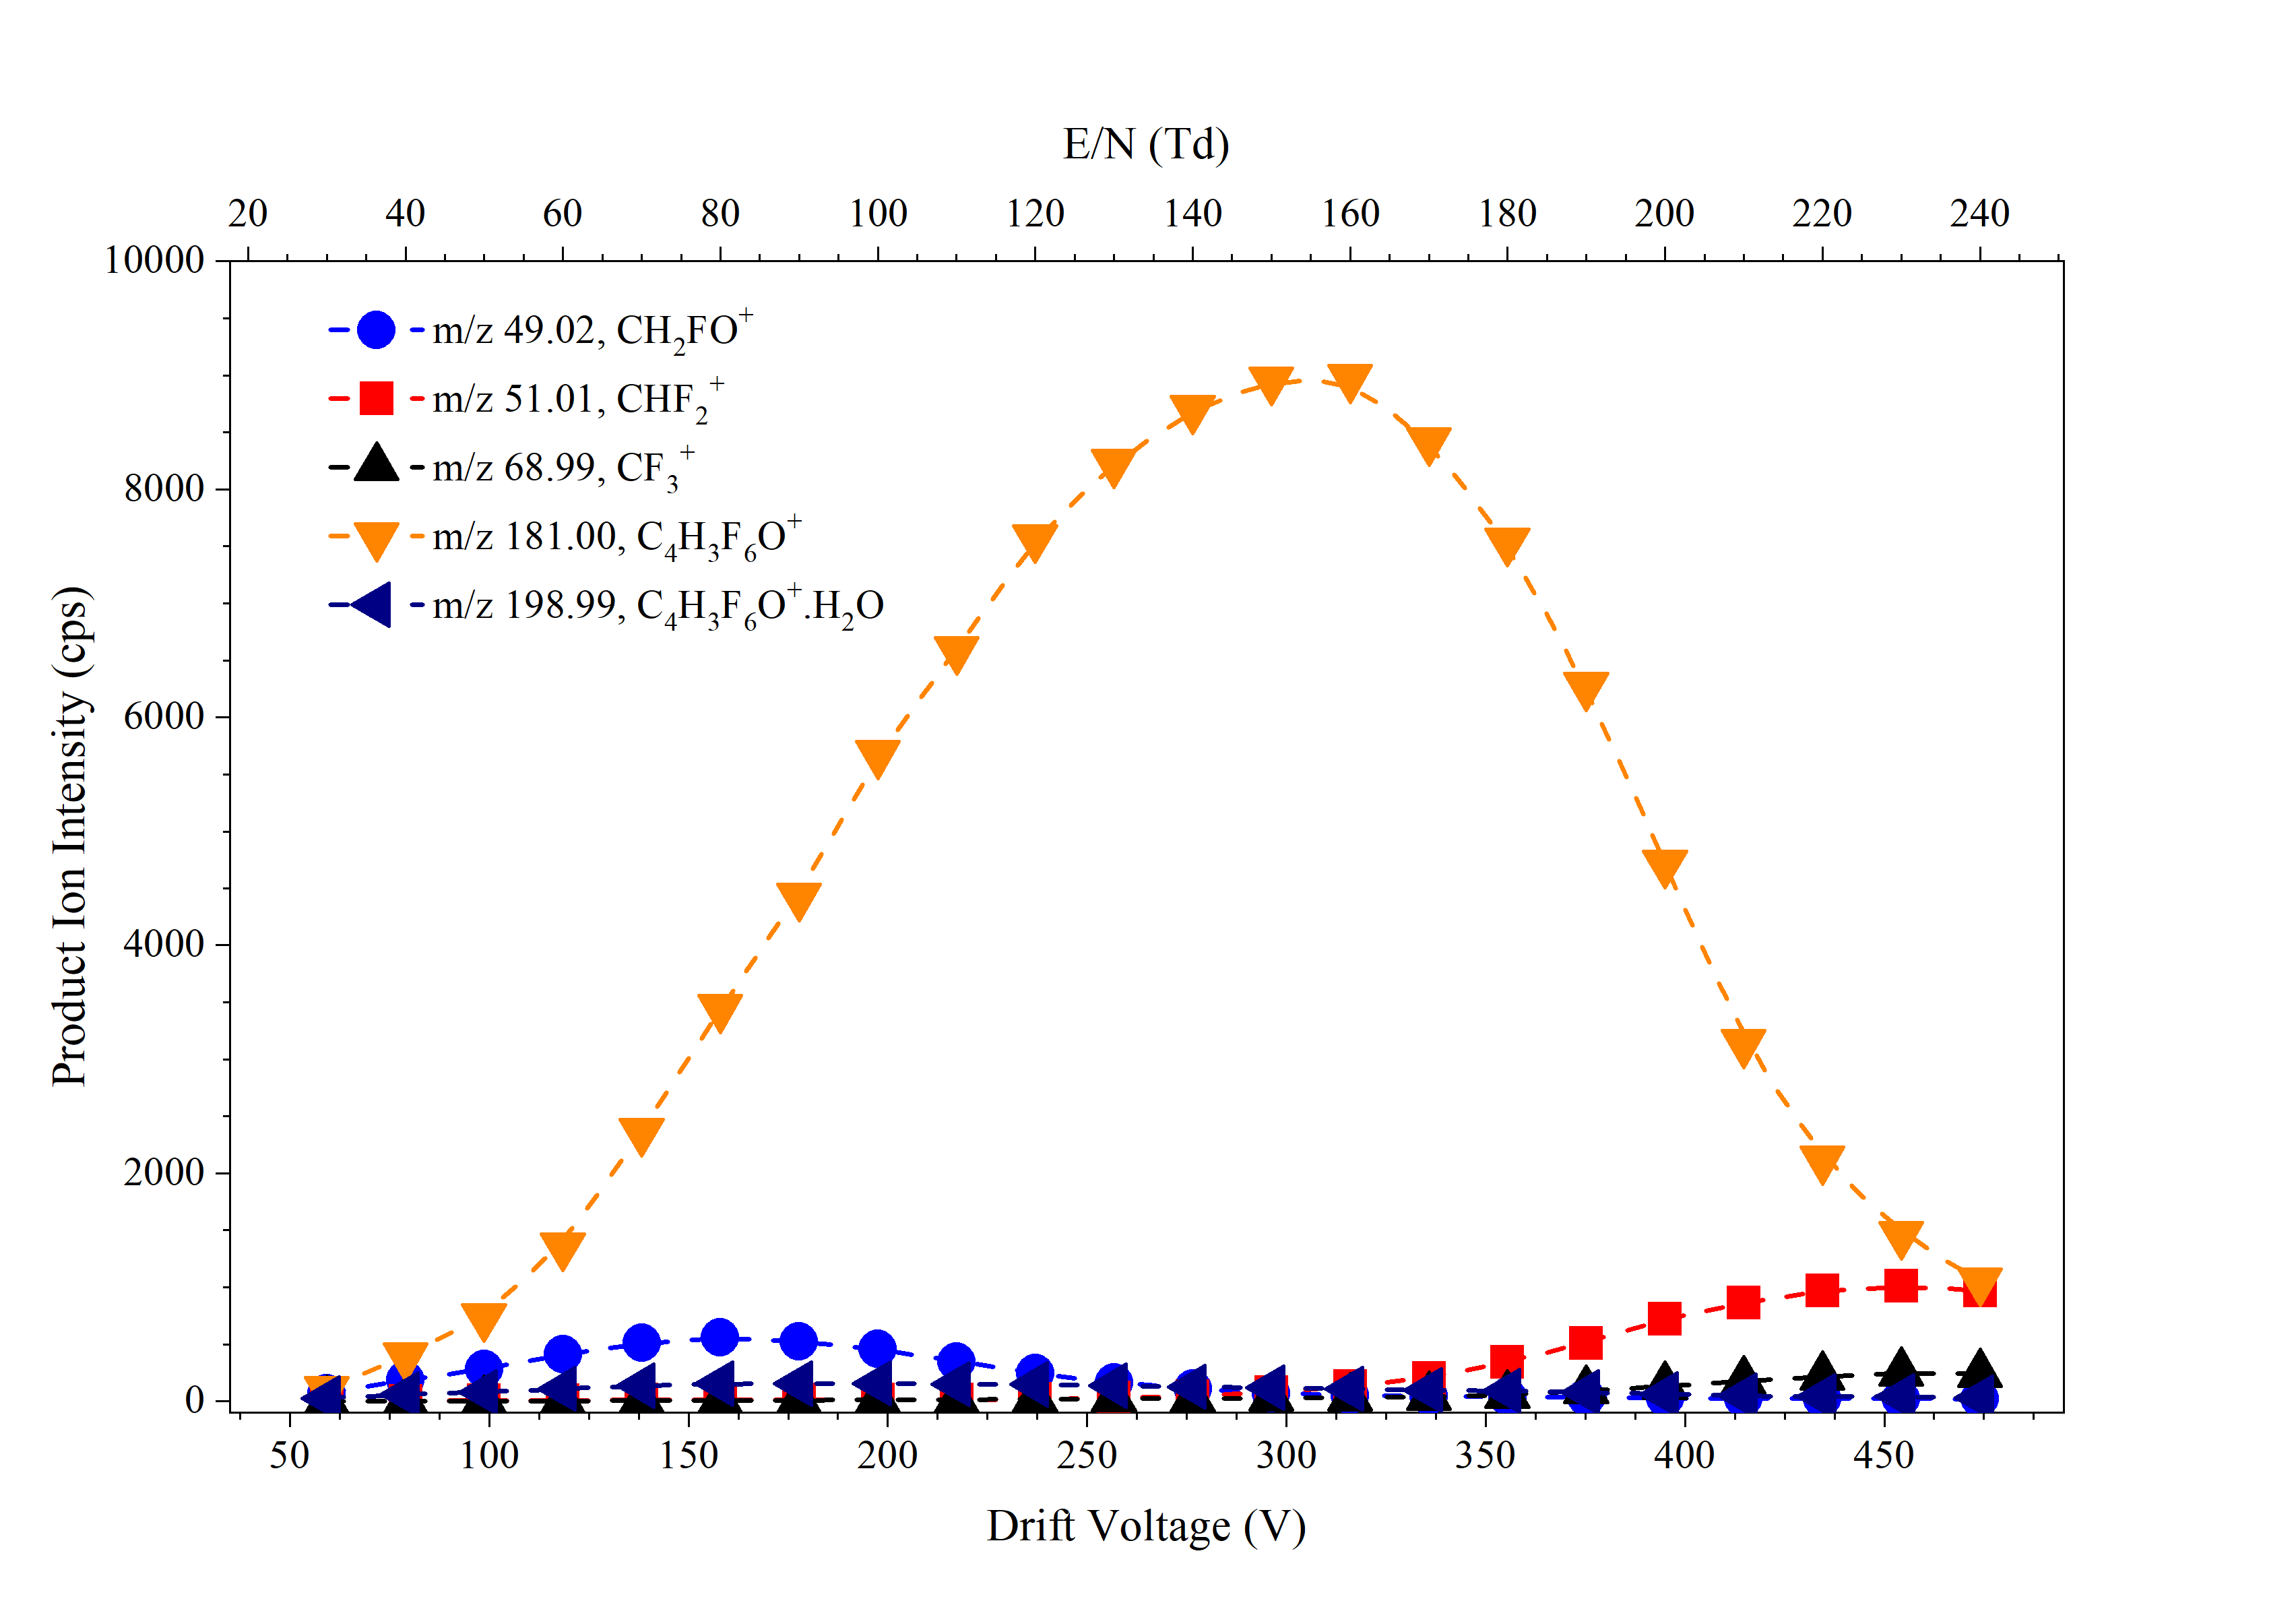 E/N (Td)
20 40 60 80 100 120 140 160 180 200 220 240
10000
8000
6000
4000
2000
0
Product Ion Intensity (cps)
m/z 49.02, CH₂FO⁺
m/z 51.01, CHF₂⁺
m/z 68.99, CF₃⁺
m/z 181.00, C₄H₃F₆O⁺
m/z 198.99, C₄H₃F₆O⁺.H₂O
50 100 150 200 250 300 350 400 450
Drift Voltage (V)